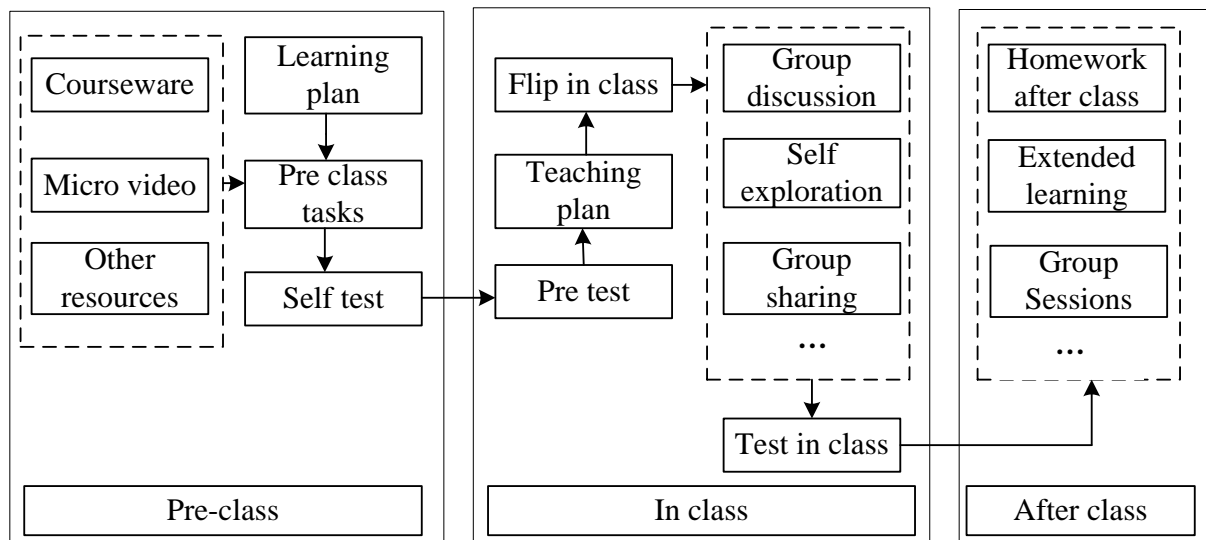 Courseware
Micro video
Other
resources
Learning
plan
Pre class
tasks
Self test
Pre-class
Flip in class
Teaching
plan
Pre test
Group
discussion
Self
exploration
Group
sharing
...
Test in class
In class
Homework
after class
Extended
learning
Group
Sessions
...
After class